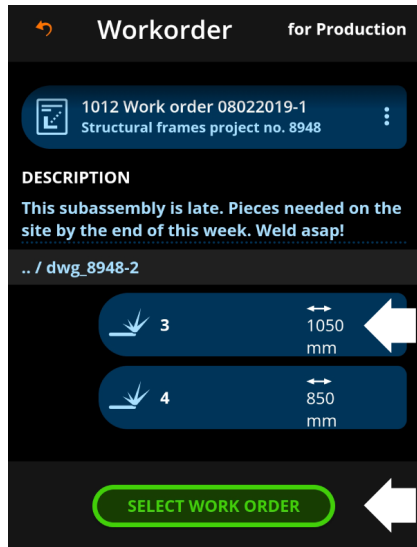 Workorder
for Production
1012 Work order 08022019-1
Structural frames project no. 8948
DESCRIPTION
This subassembly is late. Pieces needed on the
site by the end of this week. Weld asap!
.. / dwg_8948-2
3
1050
mm
4
850
mm
SELECT WORK ORDER